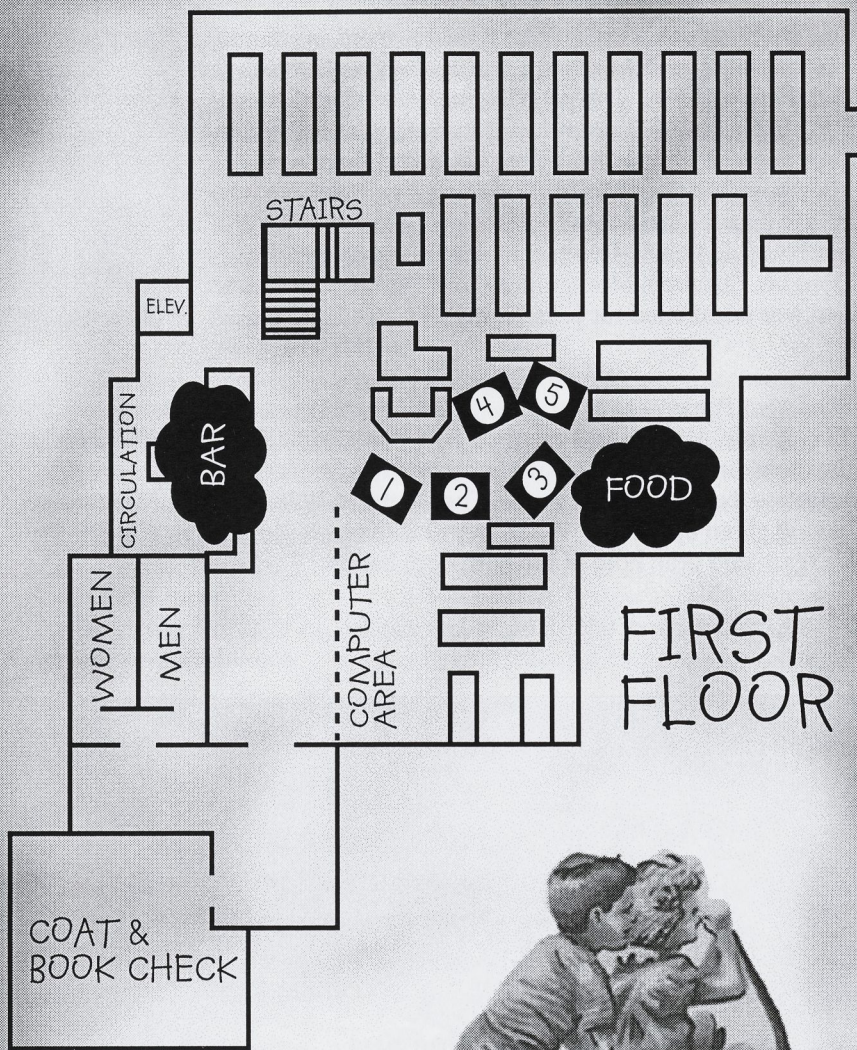 STAIRS
ELEV.
CIRCULATION
BAR
4
5
1
2
3
FOOD
WOMEN
MEN
COMPUTER
AREA
FIRST
FLOOR
COAT &
BOOK CHECK